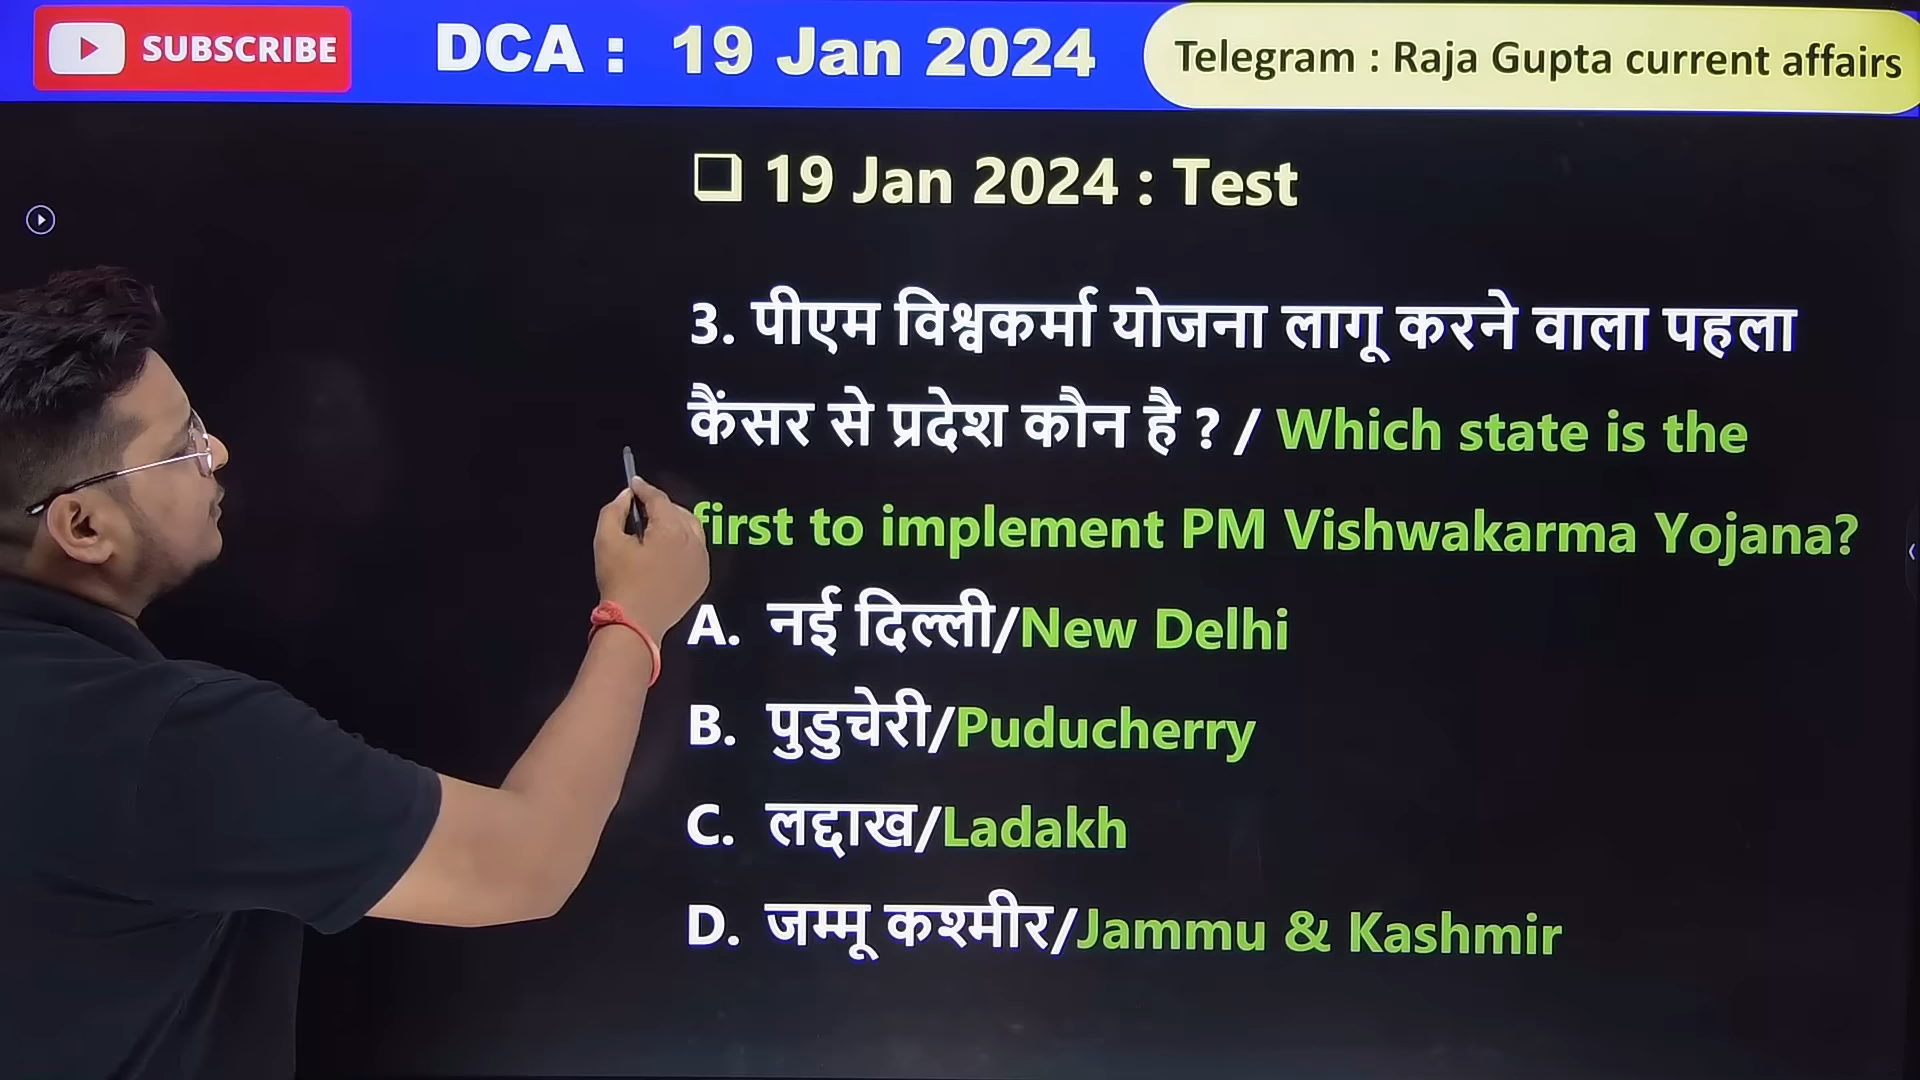 SUBSCRIBE
DCA : 19 Jan 2024
Telegram : Raja Gupta current affairs
❑ 19 Jan 2024 : Test
3. पीएम विश्वकर्मा योजना लागू करने वाला पहला
कैंसर से प्रदेश कौन है ? / Which state is the
first to implement PM Vishwakarma Yojana?
A. नई दिल्ली/New Delhi
B. पुडुचेरी/Puducherry
C. लद्दाख/Ladakh
D. जम्मू कश्मीर/Jammu & Kashmir